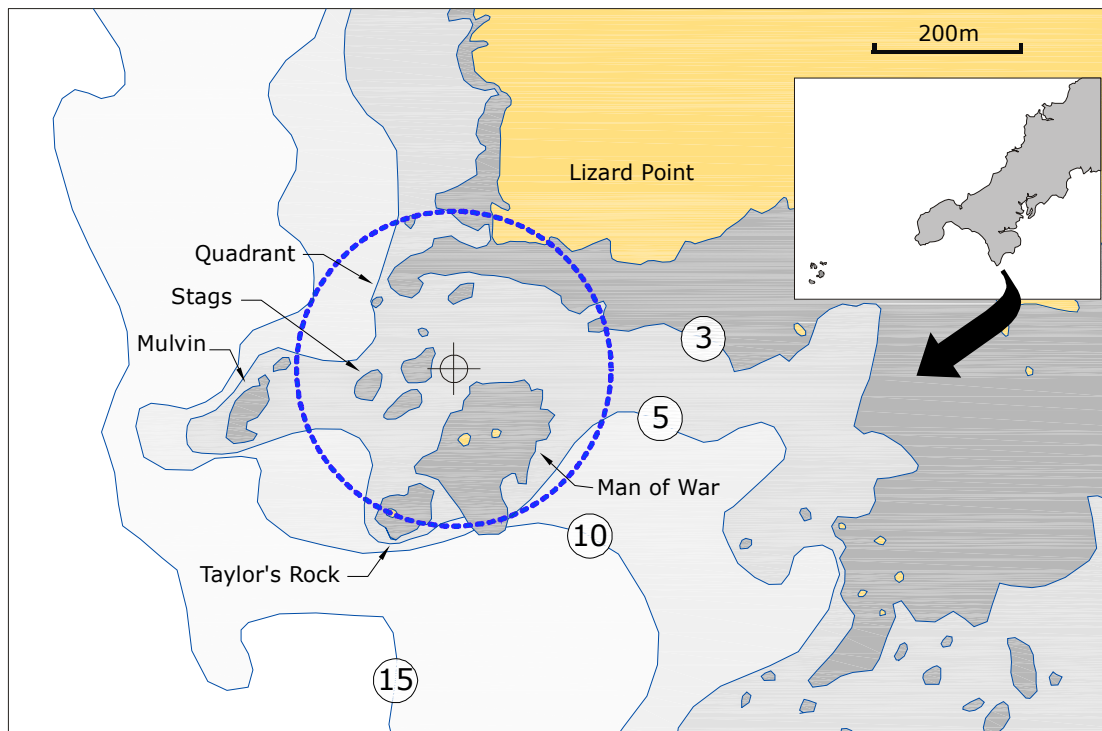 200m
Lizard Point
Quadrant
Stags
Mulvin
3
5
Man of War
10
Taylor's Rock
15